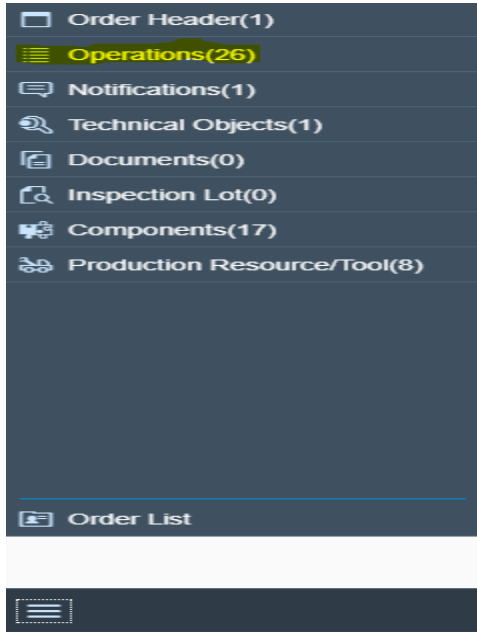 Order Header(1)
Operations(26)
Notifications(1)
Technical Objects(1)
Documents(0)
Inspection Lot(0)
Components(17)
Production Resource/Tool(8)
Order List